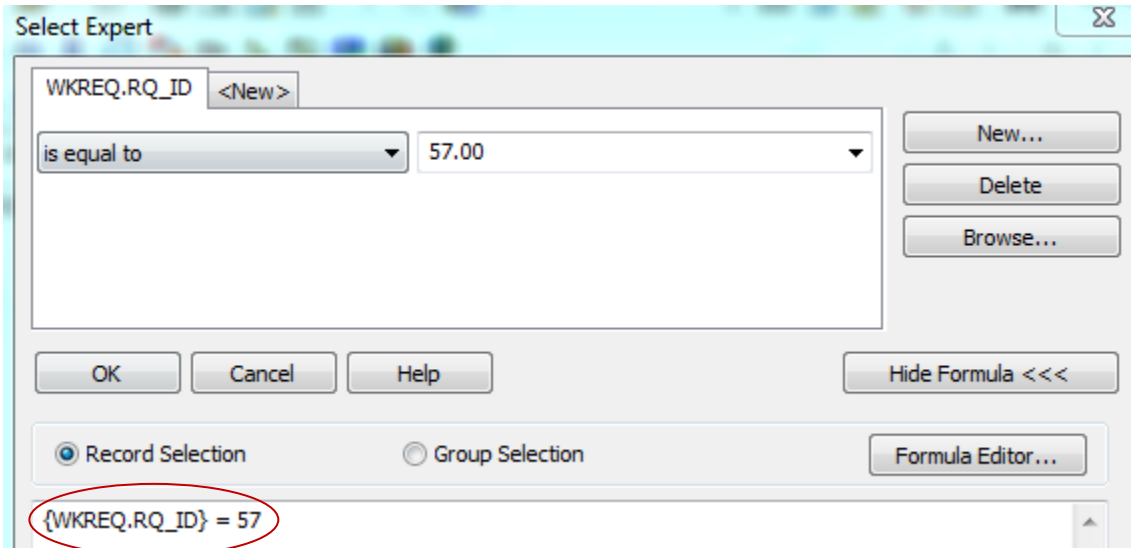 Select Expert
WKREQ.RQ_ID <New>
is equal to 57.00
New...
Delete
Browse...
OK Cancel Help Hide Formula <<<
Record Selection Group Selection Formula Editor...
{WKREQ.RQ_ID} = 57